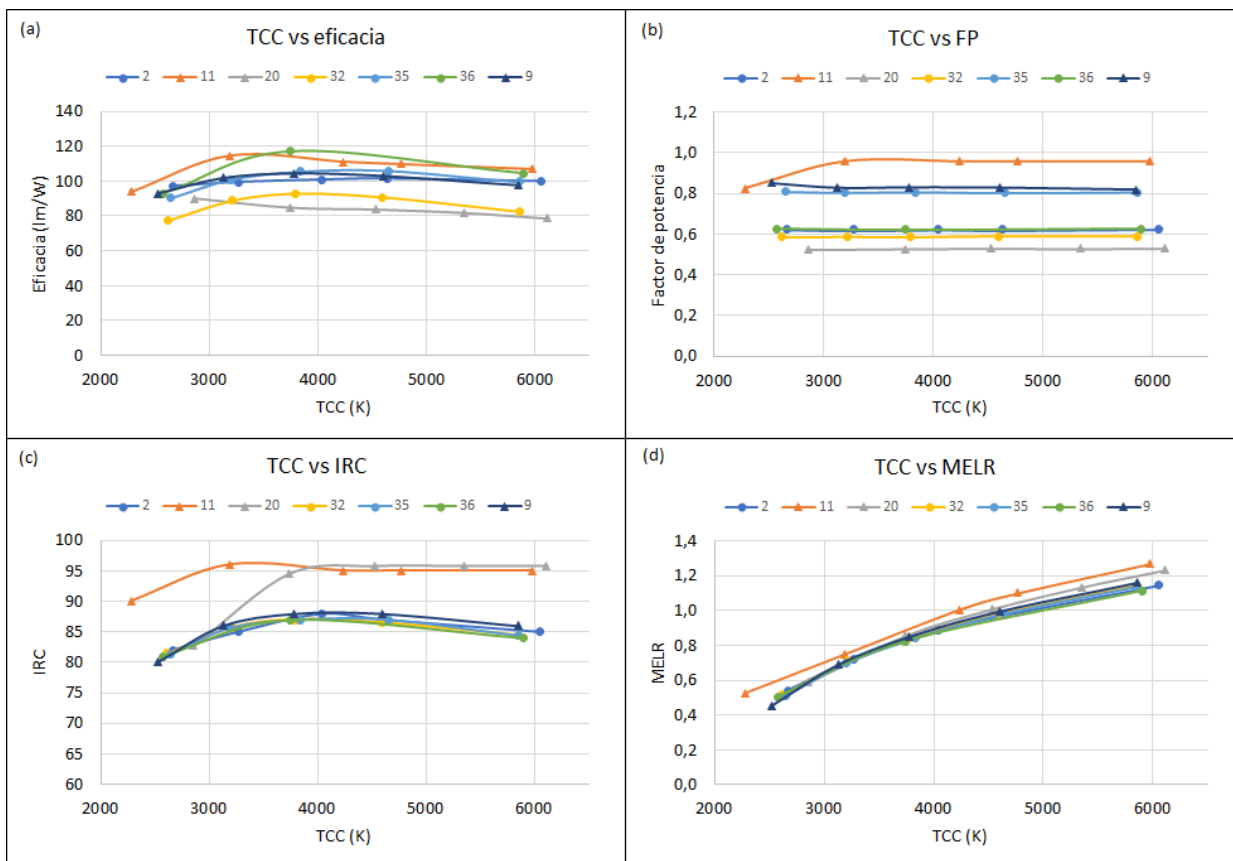 (a)
TCC vs eficacia
2 11 20 32 35 36 9
140
120
100
80
60
40
20
0
Eficacia (lm/W)
2000 3000 4000 5000 6000
TCC (K)
(b)
TCC vs FP
2 11 20 32 35 36 9
1,2
1,0
0,8
0,6
0,4
0,2
0,0
Factor de potencia
2000 3000 4000 5000 6000
TCC (K)
(c)
TCC vs IRC
2 11 20 32 35 36 9
100
95
90
85
80
75
70
65
60
IRC
2000 3000 4000 5000 6000
TCC (K)
(d)
TCC vs MELR
2 11 20 32 35 36 9
1,4
1,2
1,0
0,8
0,6
0,4
0,2
0,0
MELR
2000 3000 4000 5000 6000
TCC (K)